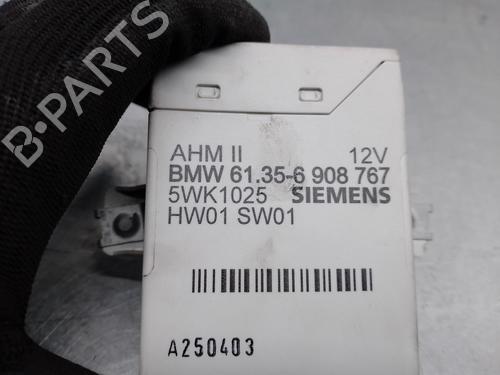 B-PARTS
AHM II 12V
BMW 61.35-6 908 767
5WK1025 SIEMENS
HW01 SW01
A250403